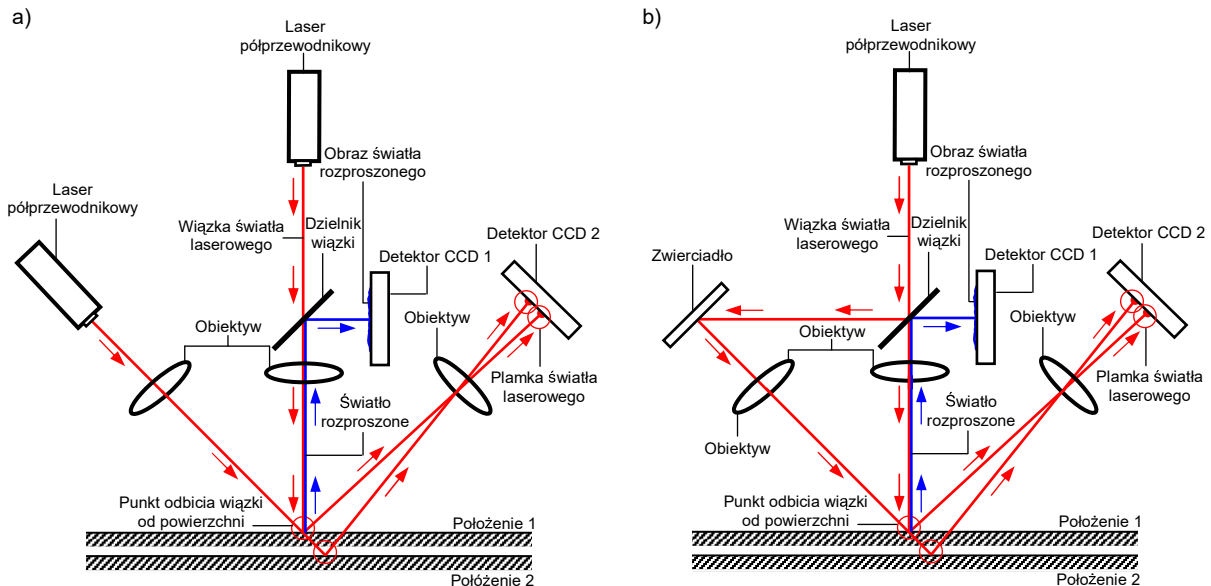 a)
Laser
półprzewodnikowy
Laser
półprzewodnikowy
Obraz światła
rozproszonego
Wiązka światła
laserowego
Dzielnik
wiązki
Detektor CCD 1
Detektor CCD 2
Obiektyw
Obiektyw
Plamka światła
laserowego
Światło
rozproszone
Punkt odbicia wiązki
od powierzchni
Położenie 1
Połóżenie 2
b)
Laser
półprzewodnikowy
Obraz światła
rozproszonego
Wiązka światła
laserowego
Dzielnik
wiązki
Zwierciadło
Detektor CCD 1
Detektor CCD 2
Obiektyw
Obiektyw
Plamka światła
laserowego
Obiektyw
Światło
rozproszone
Punkt odbicia wiązki
od powierzchni
Położenie 1
Położenie 2